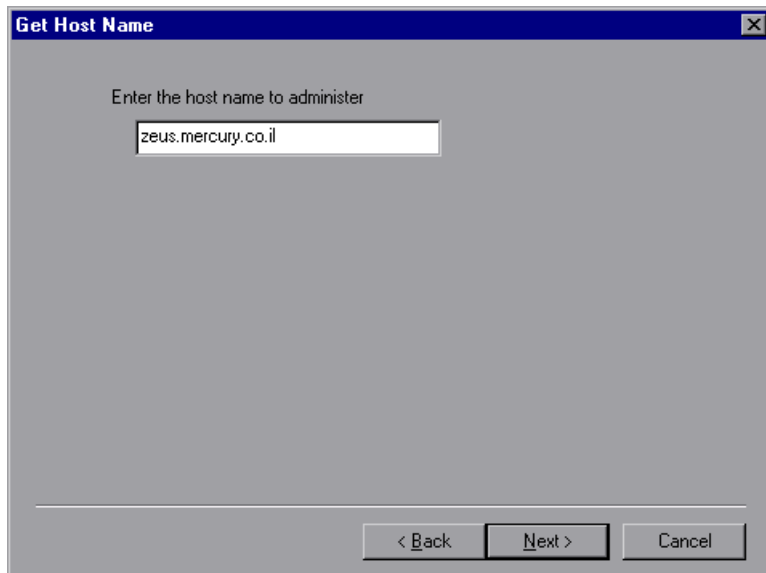 Get Host Name
Enter the host name to administer
zeus.mercury.co.il
< Back Next > Cancel